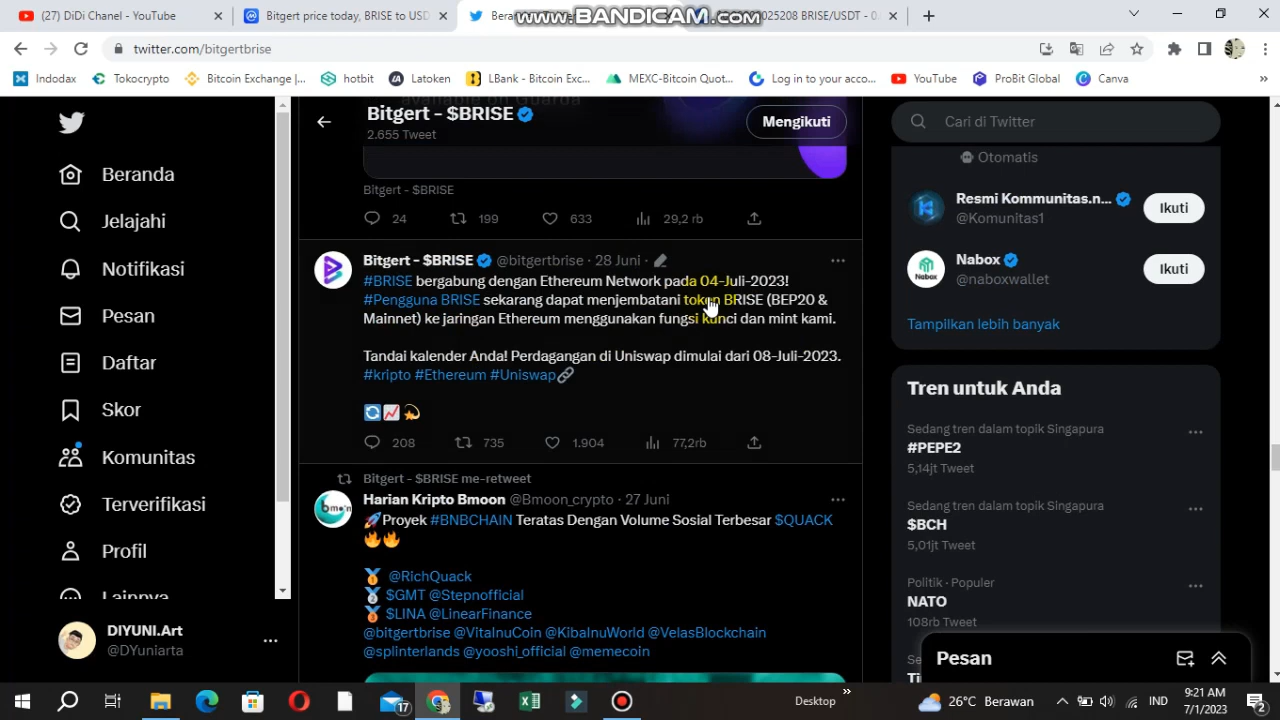 (27) DiDi Chanel - YouTube
Bitgert price today, BRISE to USD
www.BANDICAM.com
025208 BRISE/USDT - 0.
twitter.com/bitgertbrise
Indodax
Tokocrypto
Bitcoin Exchange |...
hotbit
Latoken
LBank - Bitcoin Exc...
MEXC-Bitcoin Quot...
Log in to your acco...
YouTube
ProBit Global
Canva
»
Beranda
Jelajahi
Notifikasi
Pesan
Daftar
Skor
Komunitas
Terverifikasi
Profil
Lainnya
DIYUNI.Art
@DYuniarta
available on Guarda
Bitgert - $BRISE
2.655 Tweet
Mengikuti
Bitgert - $BRISE
24 199 633 29,2 rb
Bitgert - $BRISE @bitgertbrise · 28 Juni ·
#BRISE bergabung dengan Ethereum Network pada 04-Juli-2023!
#Pengguna BRISE sekarang dapat menjembatani token BRISE (BEP20 &
Mainnet) ke jaringan Ethereum menggunakan fungsi kunci dan mint kami.
Tandai kalender Anda! Perdagangan di Uniswap dimulai dari 08-Juli-2023.
#kripto #Ethereum #Uniswap🔗
🔄📈💫
208 735 1.904 77,2rb
Bitgert - $BRISE me-retweet
Harian Kripto Bmoon @Bmoon_crypto · 27 Juni
🚀Proyek #BNBCHAIN Teratas Dengan Volume Sosial Terbesar $QUACK
🔥🔥
🥇 @RichQuack
🥈 $GMT @Stepnofficial
🥉 $LINA @LinearFinance
@bitgertbrise @VitaInuCoin @KibaInuWorld @VelasBlockchain
@splinterlands @yooshi_official @memecoin
Cari di Twitter
Otomatis
Resmi Kommunitas.n...
@Komunitas1
Ikuti
Nabox
@naboxwallet
Ikuti
Tampilkan lebih banyak
Tren untuk Anda
Sedang tren dalam topik Singapura
#PEPE2
5,14jt Tweet
Sedang tren dalam topik Singapura
$BCH
5,01jt Tweet
Politik · Populer
NATO
108rb Tweet
Pesan
17
Desktop
»
26°C Berawan
IND
9:21 AM
7/1/2023
2